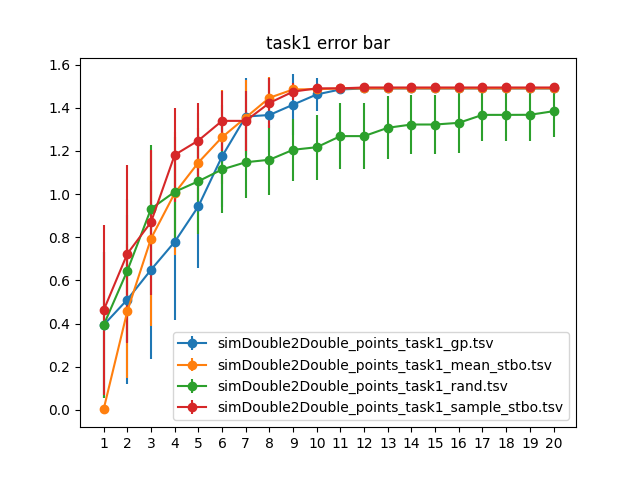 task1 error bar
1.6
1.4
1.2
1.0
0.8
0.6
0.4
0.2
0.0
simDouble2Double_points_task1_gp.tsv
simDouble2Double_points_task1_mean_stbo.tsv
simDouble2Double_points_task1_rand.tsv
simDouble2Double_points_task1_sample_stbo.tsv
1 2 3 4 5 6 7 8 9 10 11 12 13 14 15 16 17 18 19 20